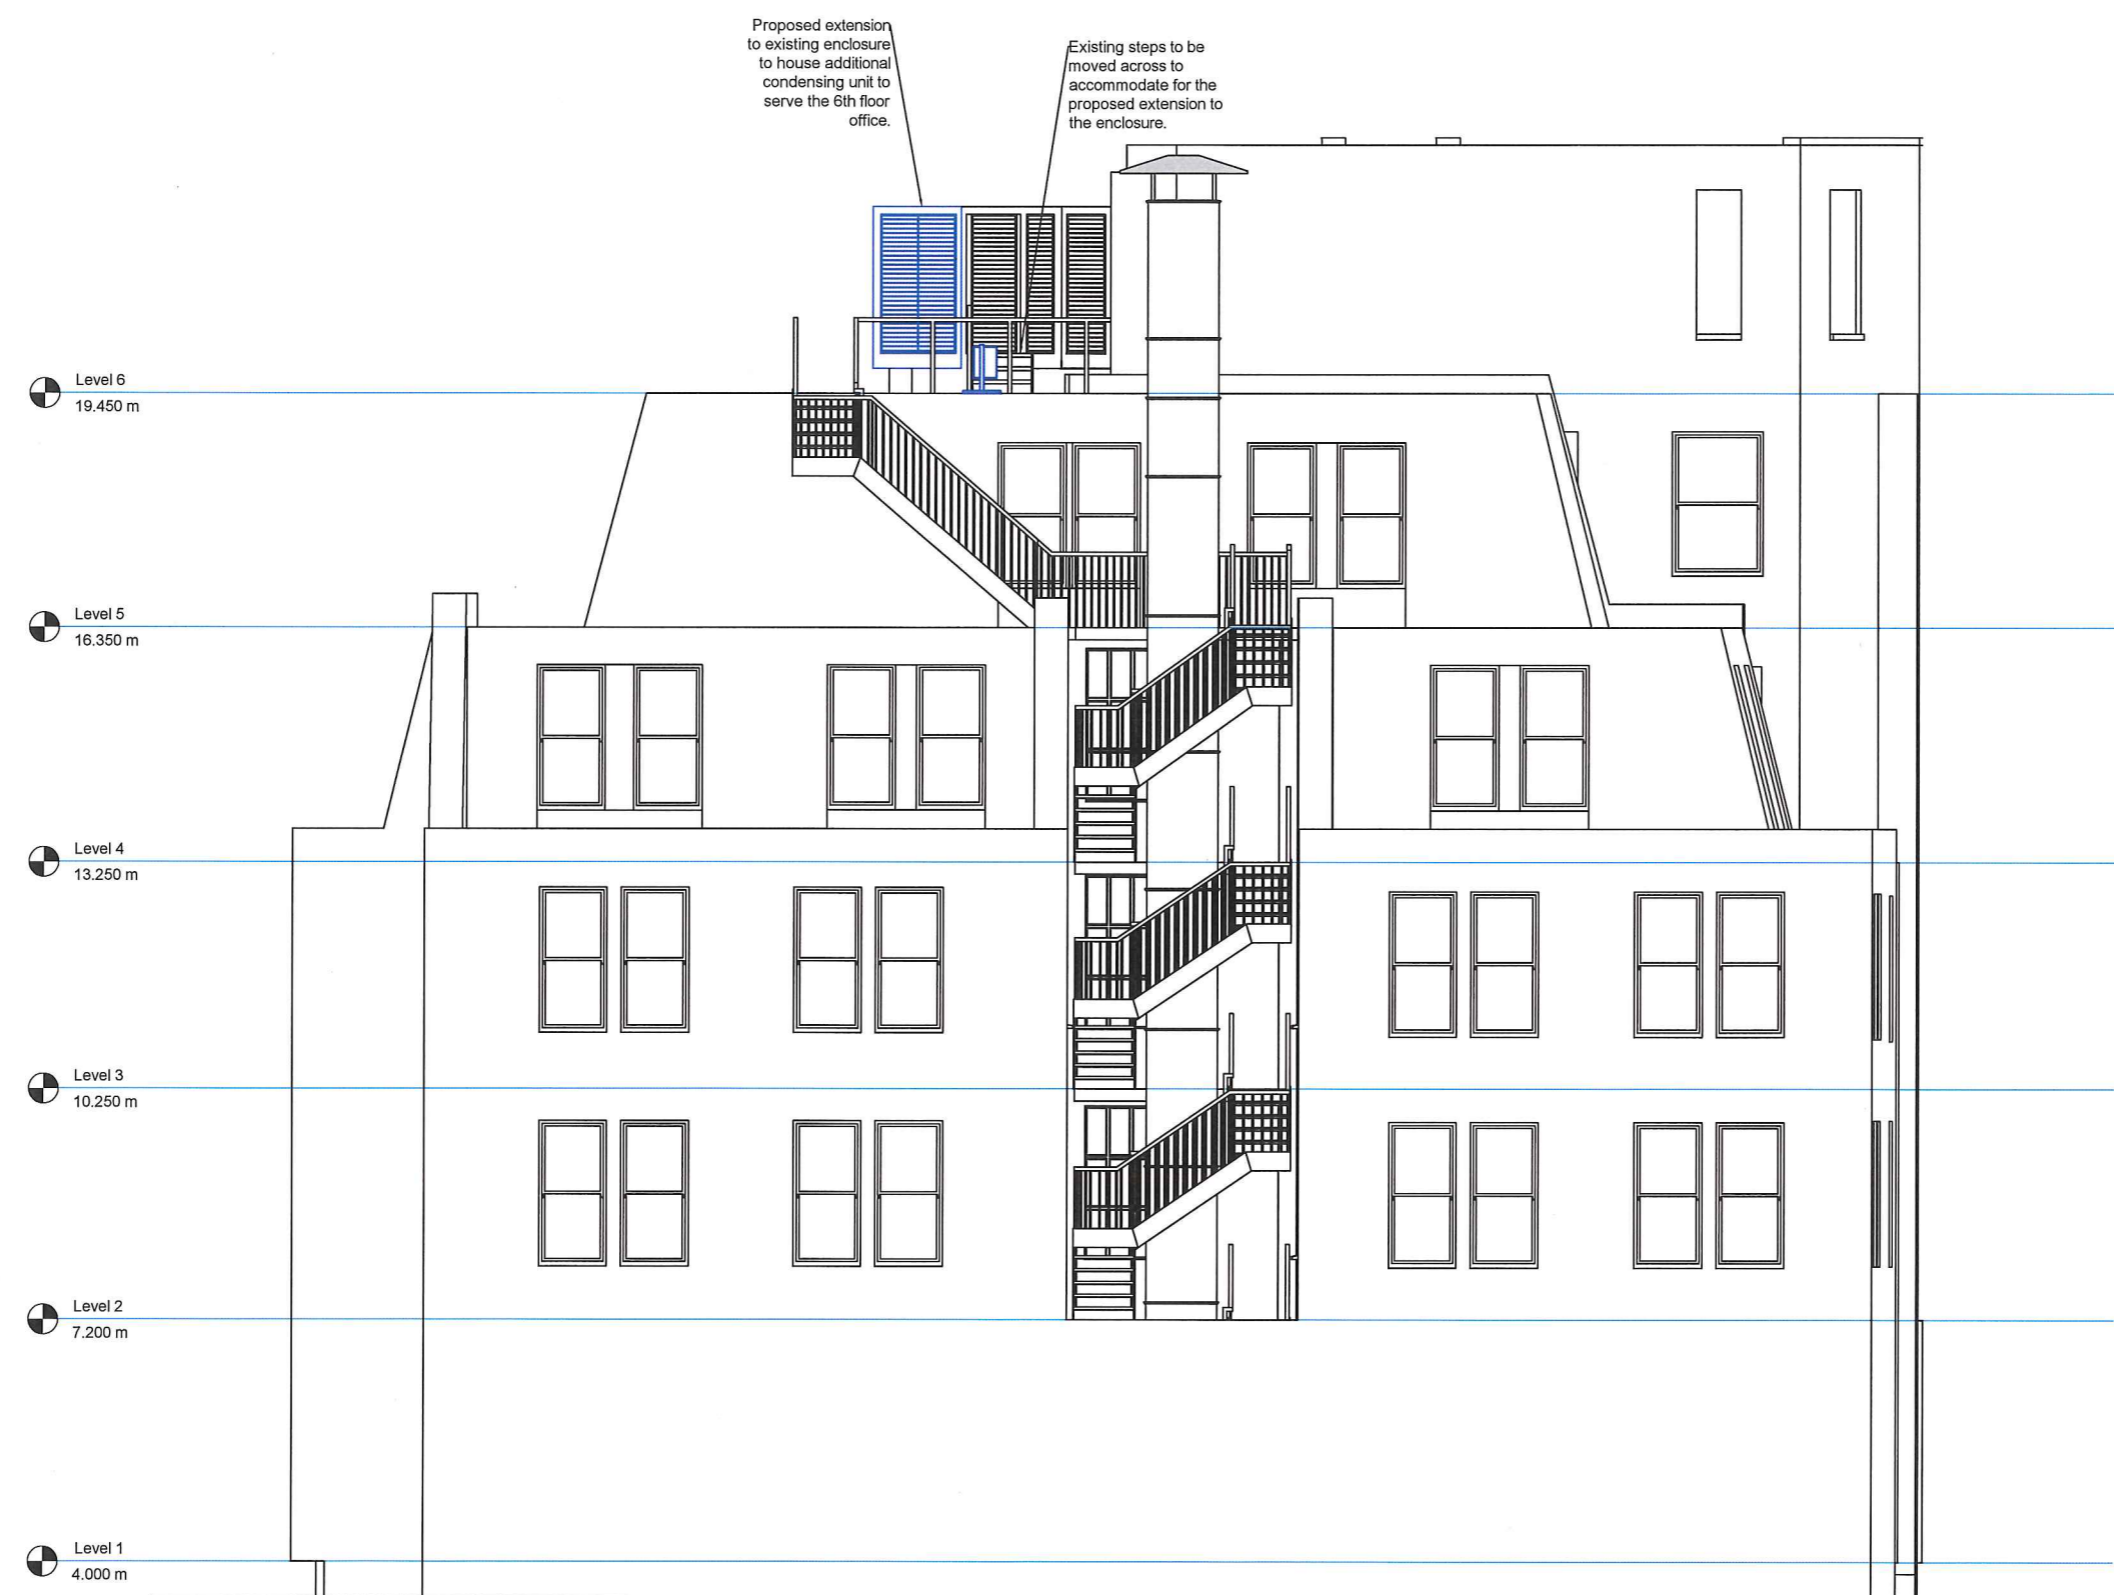 Proposed extension
to existing enclosure
to house additional
condensing unit to
serve the 6th floor
office.
Existing steps to be
moved across to
accommodate for the
proposed extension to
the enclosure.
Level 6
19.450 m
Level 5
16.350 m
Level 4
13.250 m
Level 3
10.250 m
Level 2
7.200 m
Level 1
4.000 m